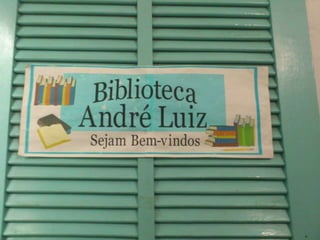 Biblioteca
André Luiz
Sejam Bem-vindos